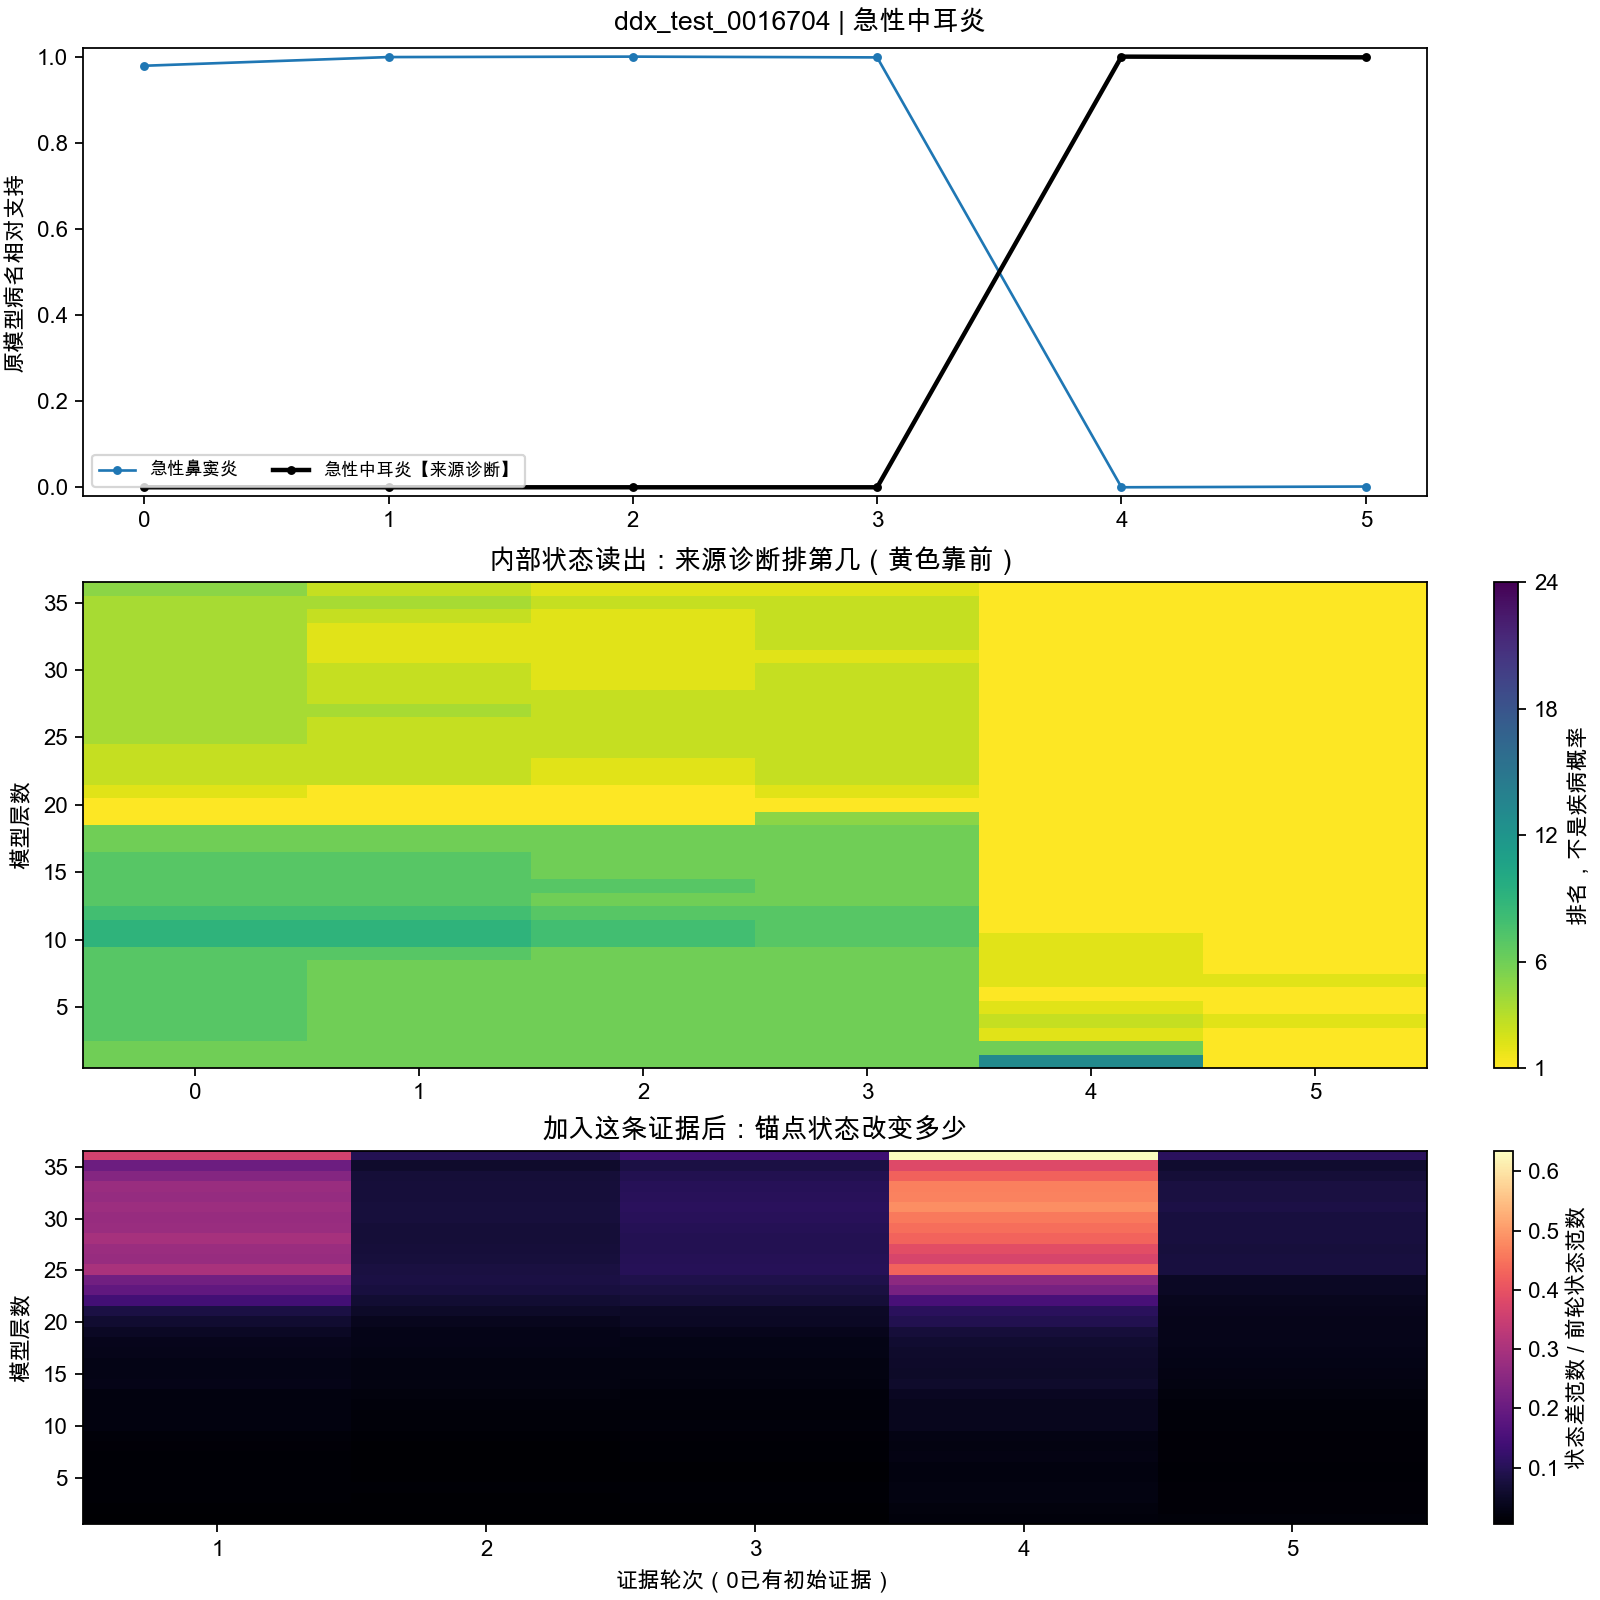 ddx_test_0016704 | 急性中耳炎
原模型病名相对支持
1.0
0.8
0.6
0.4
0.2
0.0
急性鼻窦炎
急性中耳炎【来源诊断】
0 1 2 3 4 5
内部状态读出：来源诊断排第几（黄色靠前）
模型层数
35
30
25
20
15
10
5
0 1 2 3 4 5
24
18
12
6
1
排名，不是疾病概率
加入这条证据后：锚点状态改变多少
模型层数
35
30
25
20
15
10
5
1 2 3 4 5
证据轮次（0已有初始证据）
0.6
0.5
0.4
0.3
0.2
0.1
状态差范数 / 前轮状态范数